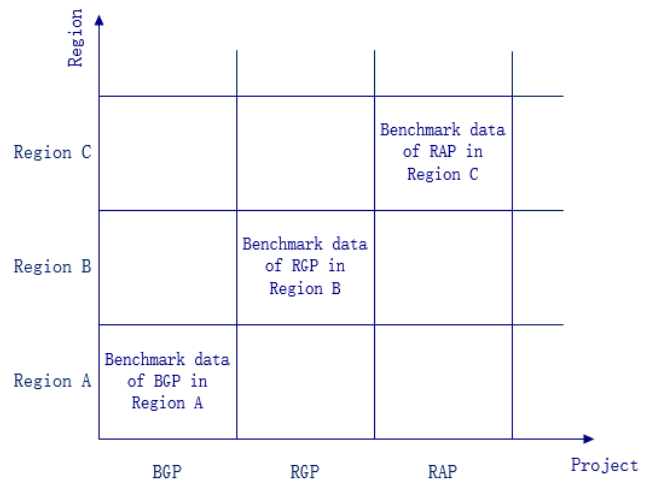 Region
Region C
Benchmark data
of RAP in
Region C
Region B
Benchmark data
of RGP in
Region B
Region A
Benchmark data
of BGP in
Region A
BGP
RGP
RAP
Project